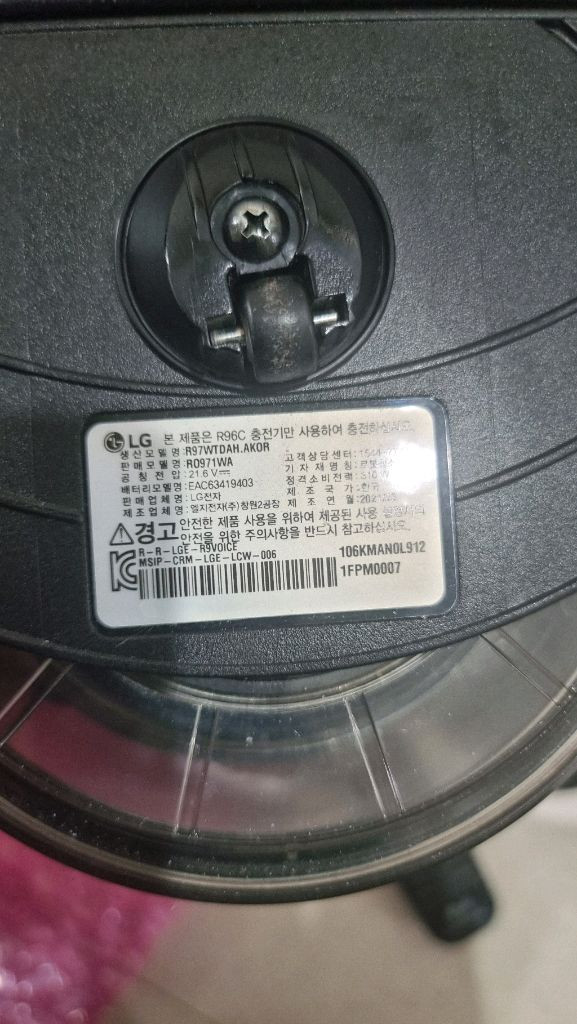 LG 본 제품은 R96C 충전기만 사용하여 충전하십시오.
생산모델명 :R97WTDAH.AKOR
판매모델명 :RO971WA
공칭전압 :21.6 V
배터리모델명 :EAC63419403
판매업체명 :LG전자
제조업체명 :엘지전자(주)창원2공장
고객상담센터:
기자재명칭:
정격소비전력:
제조국가:
제조연월:
경고 안전한 제품 사용을 위하여 제공된 사용
안전을 위한 주의사항을 반드시 참고하십시오.
R-R-LGE-R9VOICE
MSIP-CRM-LGE-LCW-006
106KMAN0L912
1FPM0007